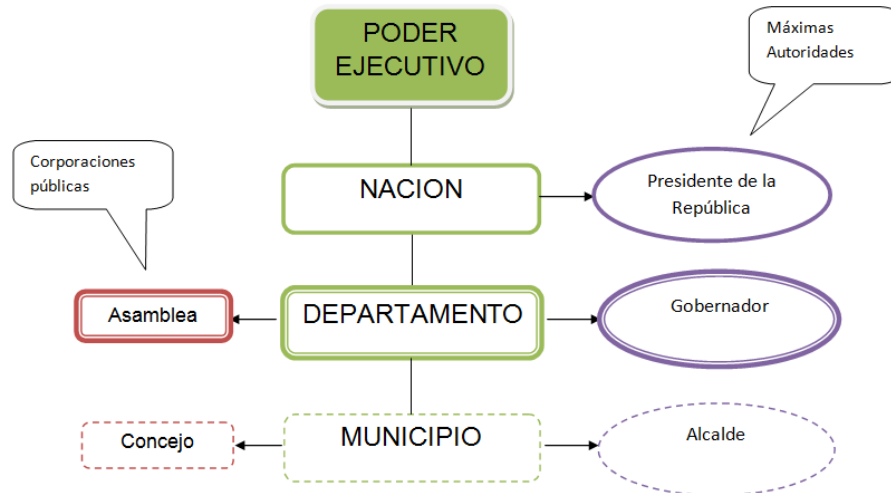 PODER
EJECUTIVO
Máximas
Autoridades
Corporaciones
públicas
NACION
Presidente de la
República
Asamblea
DEPARTAMENTO
Gobernador
Concejo
MUNICIPIO
Alcalde